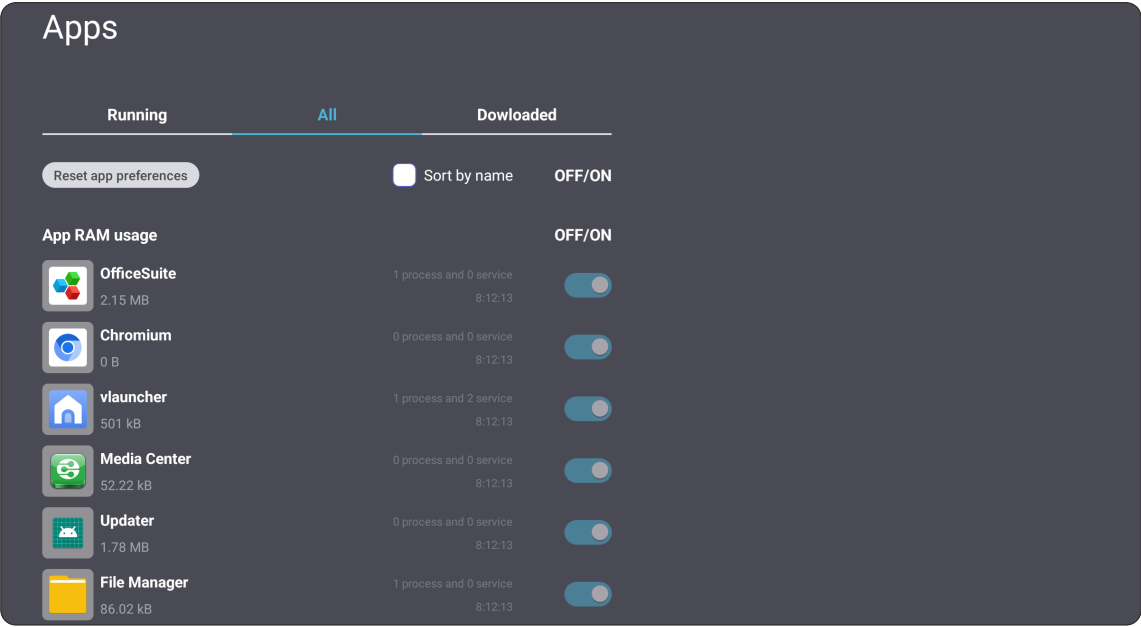 Apps
Running All Dowloaded
Reset app preferences Sort by name OFF/ON
App RAM usage OFF/ON
OfficeSuite 1 process and 0 service
2.15 MB 8:12:13
Chromium 0 process and 0 service
0 B 8:12:13
vlauncher 1 process and 2 service
501 kB 8:12:13
Media Center 0 process and 0 service
52.22 kB 8:12:13
Updater 0 process and 0 service
1.78 MB 8:12:13
File Manager 1 process and 0 service
86.02 kB 8:12:13